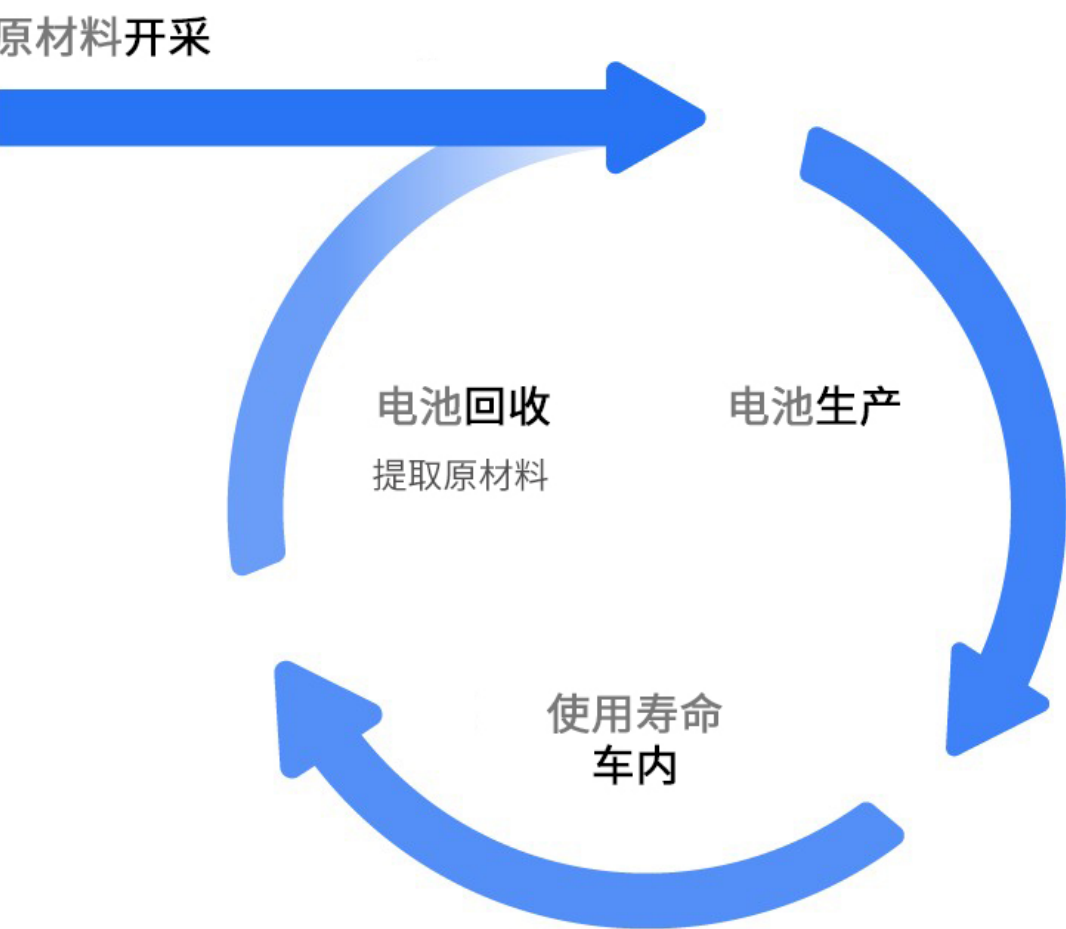 原材料开采
电池回收
提取原材料
电池生产
使用寿命
车内